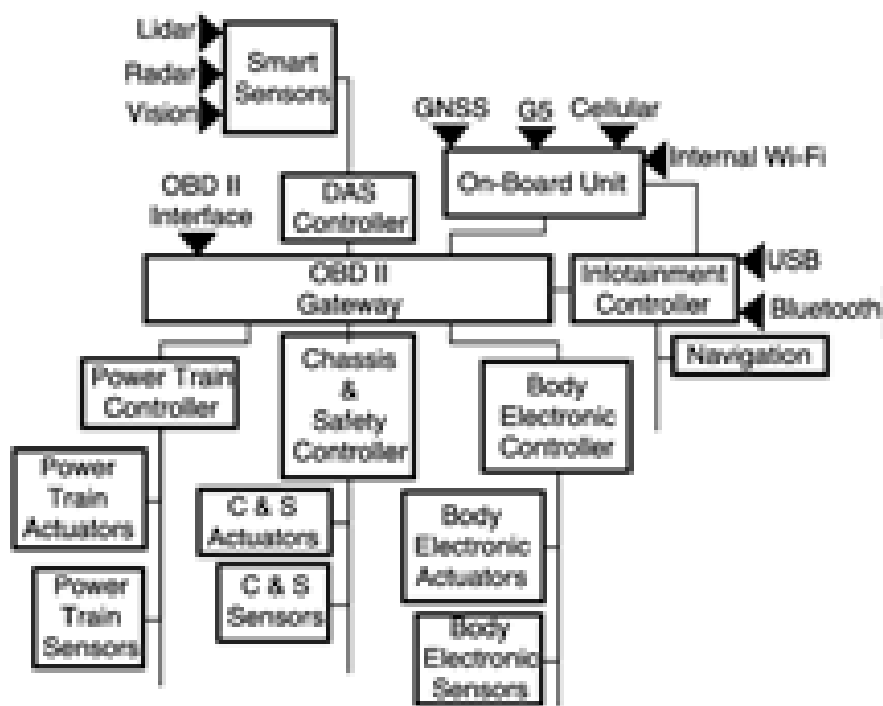 Lidar
Radar
Vision
Smart
Sensors
GNSS
G5
Cellular
Internal Wi-Fi
On-Board Unit
OBD II
Interface
DAS
Controller
OBD II
Gateway
Infotainment
Controller
USB
Bluetooth
Navigation
Power Train
Controller
Chassis
&
Safety
Controller
Body
Electronic
Controller
Power
Train
Actuators
C & S
Actuators
Body
Electronic
Actuators
Power
Train
Sensors
C & S
Sensors
Body
Electronic
Sensors